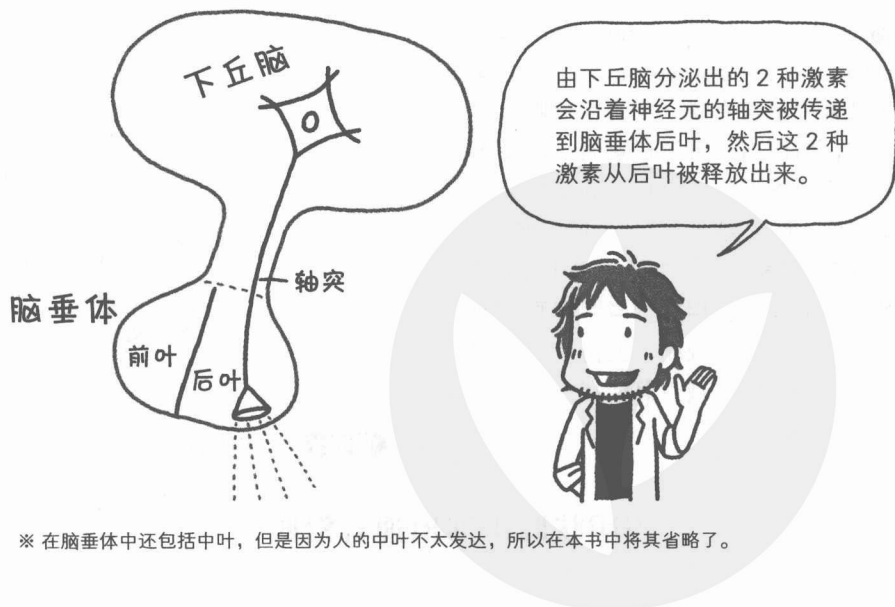 下丘脑
由下丘脑分泌出的 2 种激素
会沿着神经元的轴突被传递
到脑垂体后叶，然后这 2 种
激素从后叶被释放出来。
轴突
脑垂体
前叶
后叶
※ 在脑垂体中还包括中叶，但是因为人的中叶不太发达，所以在本书中将其省略了。